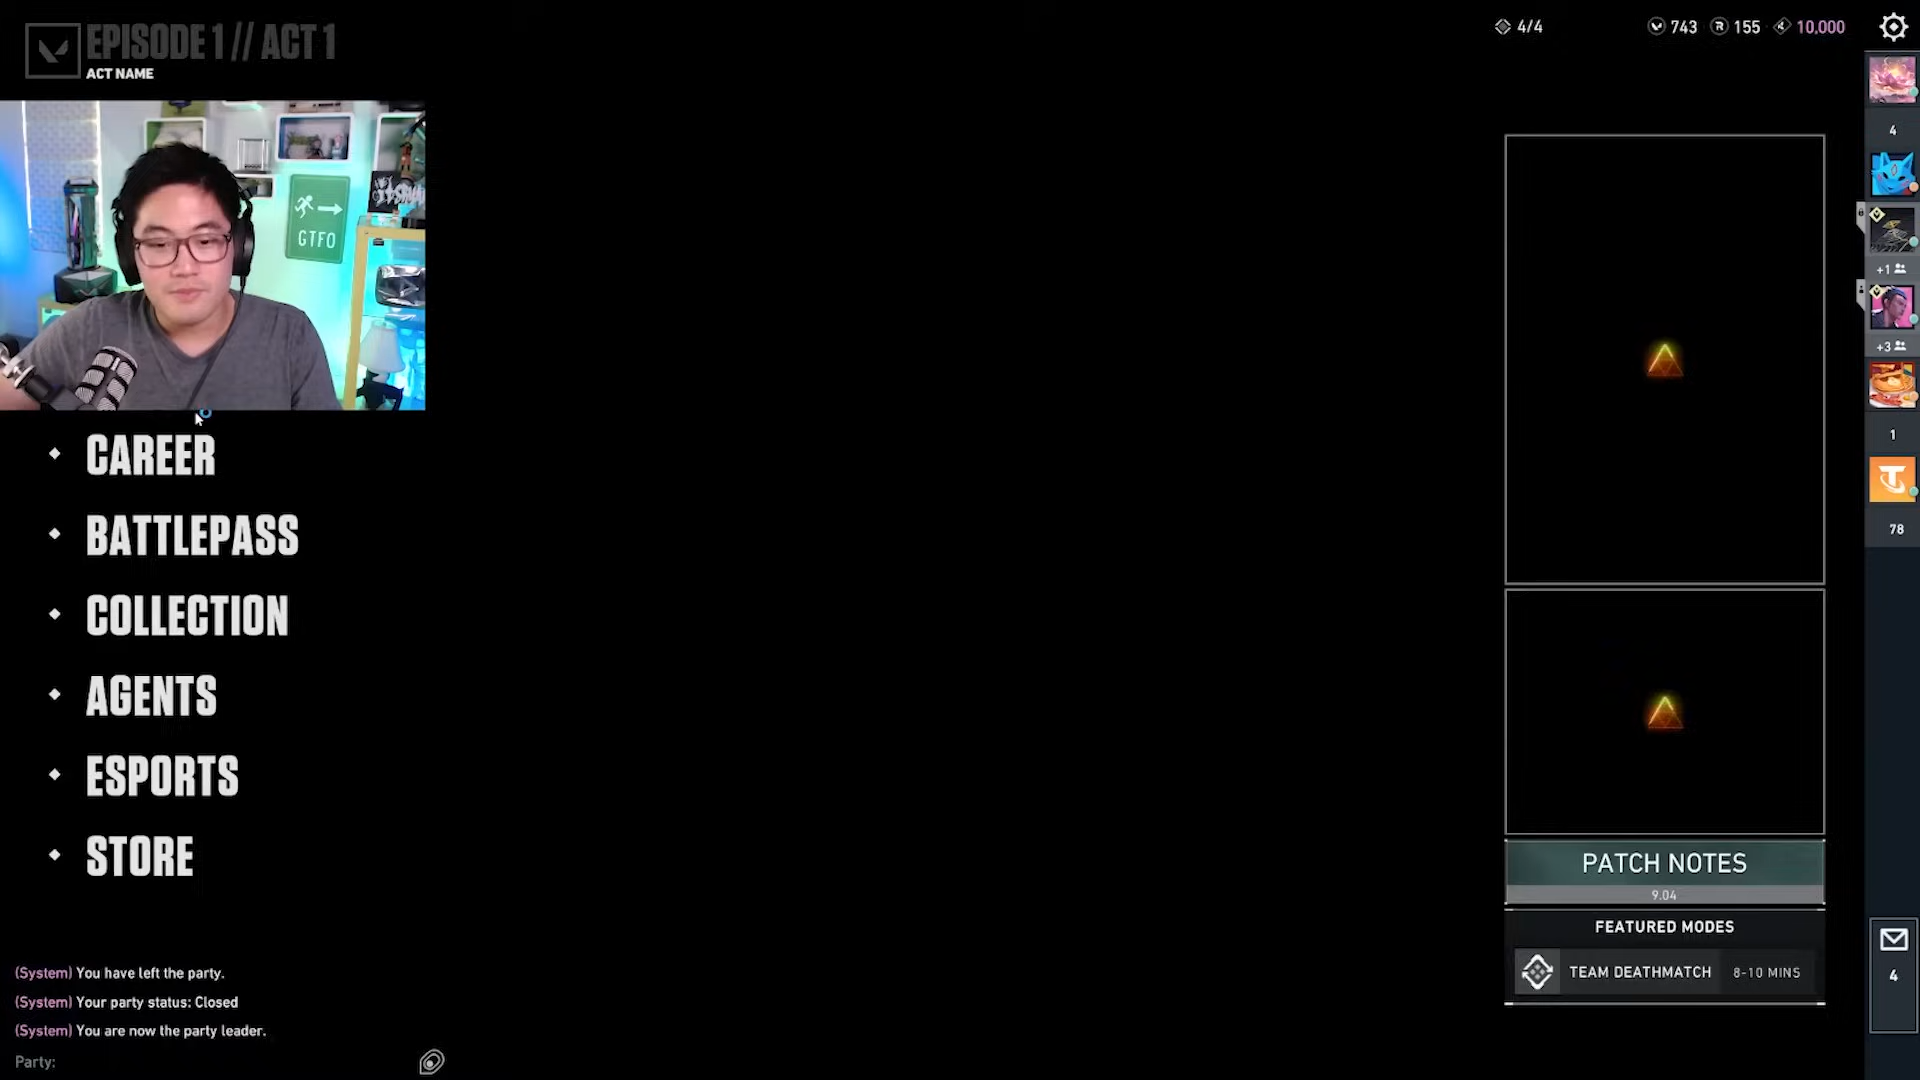 EPISODE 1 // ACT 1
ACT NAME
4/4
743
155
10,000
GTFO
CAREER
BATTLEPASS
COLLECTION
AGENTS
ESPORTS
STORE
4
+1
+3
1
78
PATCH NOTES
9.04
FEATURED MODES
TEAM DEATHMATCH 8-10 MINS
4
(System) You have left the party.
(System) Your party status: Closed
(System) You are now the party leader.
Party: